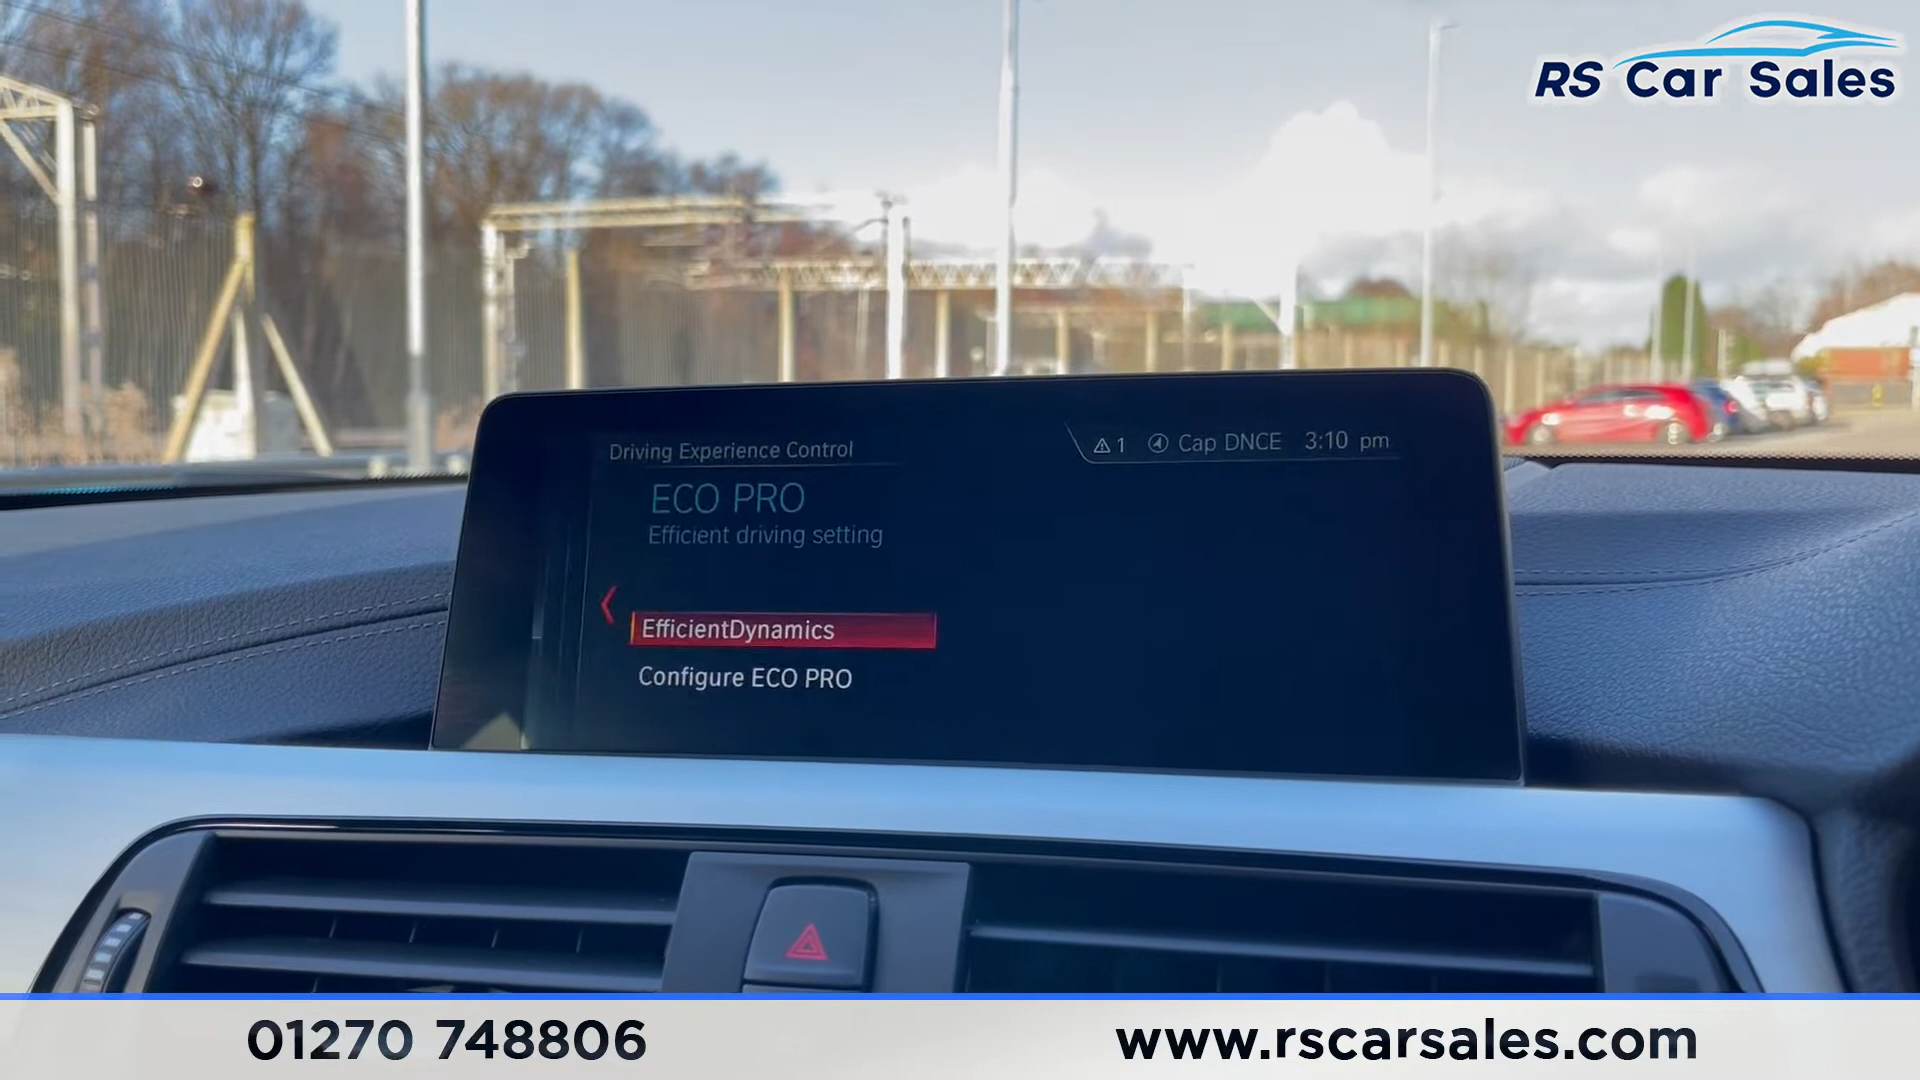 RS Car Sales
Driving Experience Control
1 Cap DNCE 3:10 pm
ECO PRO
Efficient driving setting
EfficientDynamics
Configure ECO PRO
01270 748806
www.rscarsales.com